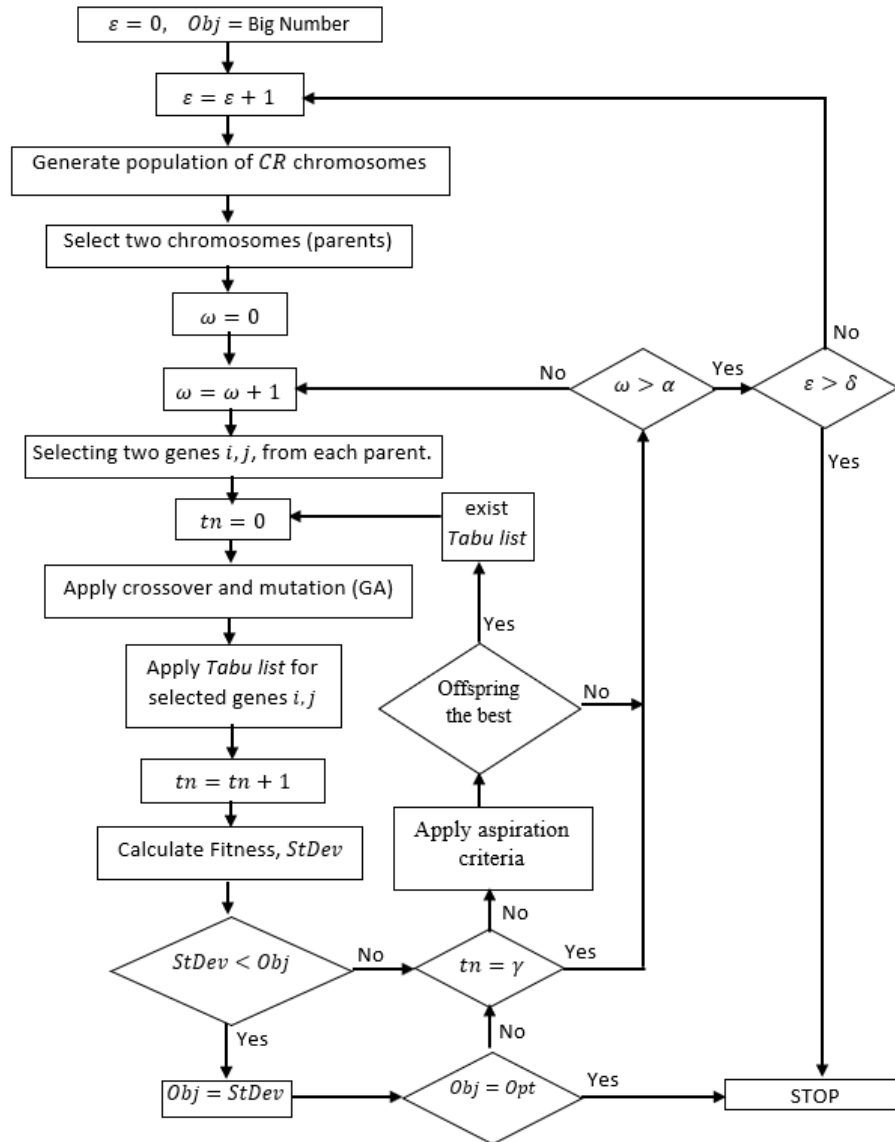 ε = 0, Obj = Big Number
ε = ε + 1
Generate population of CR chromosomes
Select two chromosomes (parents)
ω = 0
No
ω = ω + 1
No
ω > α
Yes
ε > δ
Yes
Selecting two genes i, j, from each parent.
tn = 0
exist
Tabu list
Apply crossover and mutation (GA)
Yes
Apply Tabu list for
selected genes i, j
Offspring
the best
No
tn = tn + 1
Calculate Fitness, StDev
Apply aspiration
criteria
No
StDev < Obj
No
tn = γ
Yes
Yes
No
Obj = StDev
Obj = Opt
Yes
STOP